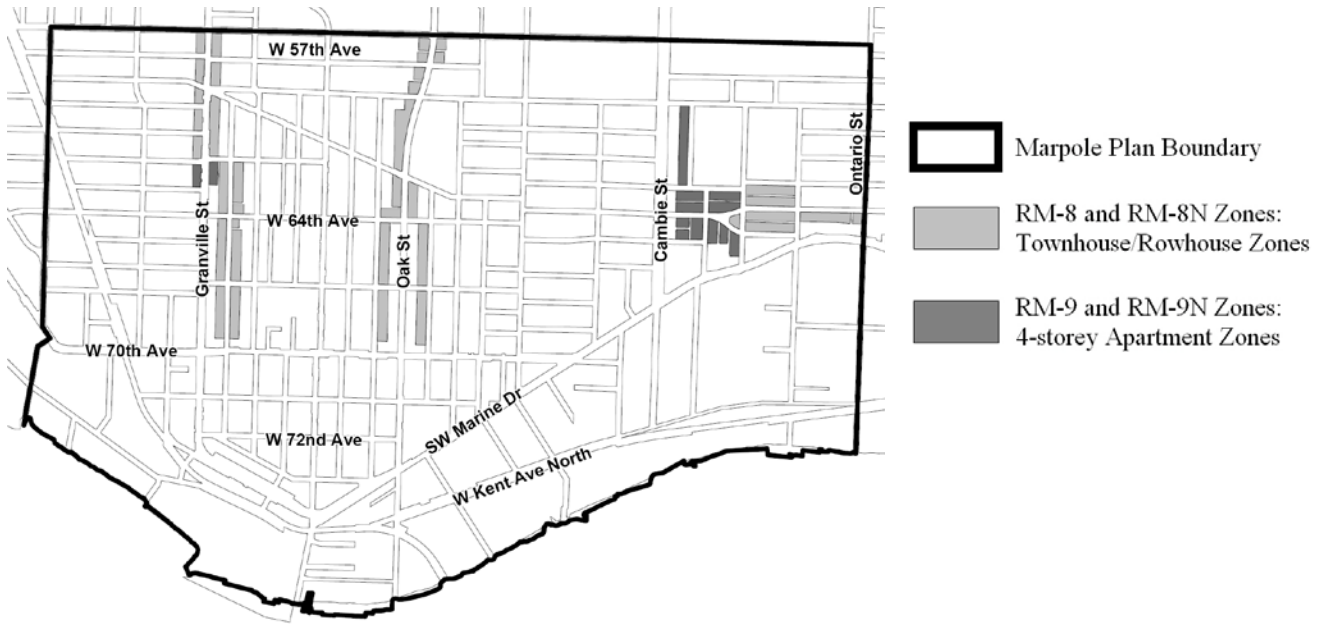 W 57th Ave
Ontario St
Cambie St
W 64th Ave
Granville St
Oak St
W 70th Ave
SW Marine Dr
W 72nd Ave
W Kent Ave North
Marpole Plan Boundary
RM-8 and RM-8N Zones:
Townhouse/Rowhouse Zones
RM-9 and RM-9N Zones:
4-storey Apartment Zones